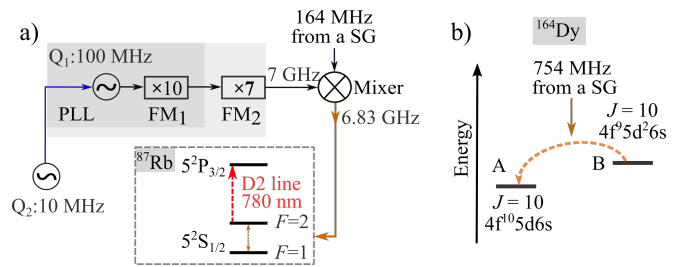 a)
164 MHz
from a SG
Q₁:100 MHz
×10
×7
7 GHz
Mixer
PLL
FM₁
FM₂
6.83 GHz
Q₂:10 MHz
⁸⁷Rb
5²P₃/₂
D2 line
780 nm
F=2
5²S₁/₂
F=1
b)
¹⁶⁴Dy
754 MHz
from a SG
J = 10
4f⁹5d²6s
Energy
A
B
J = 10
4f¹⁰5d6s